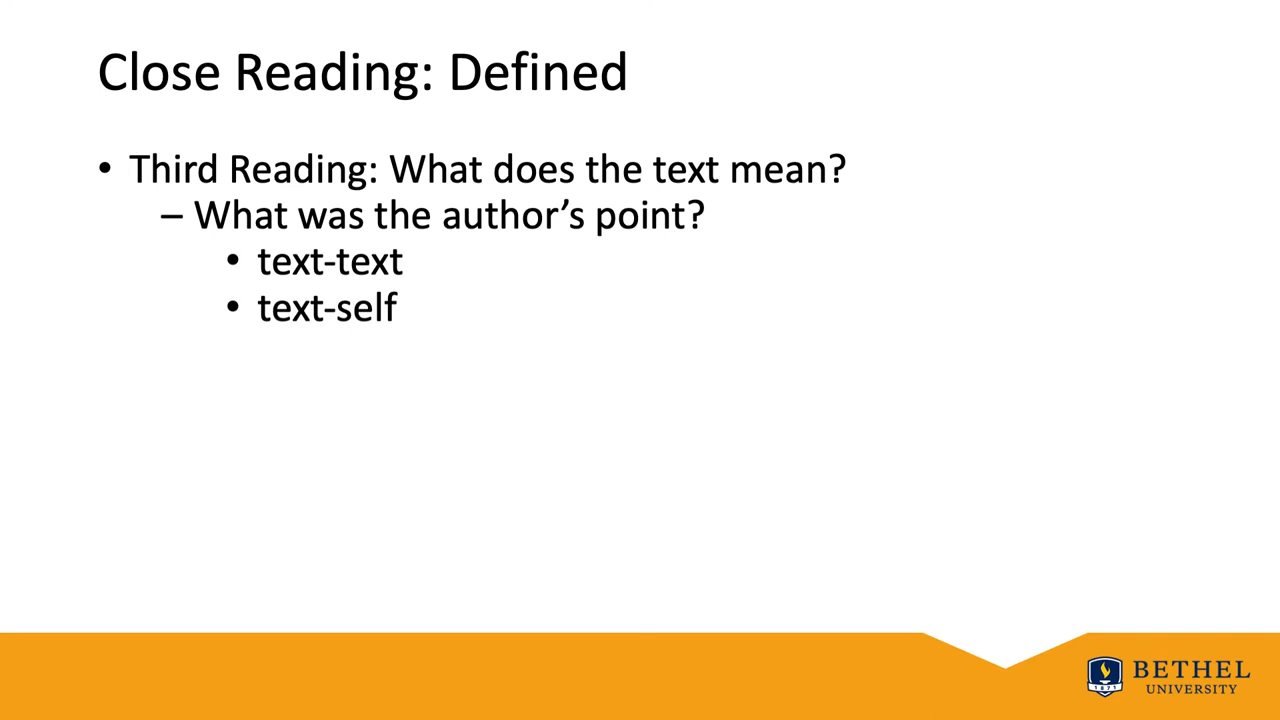 Close Reading: Defined
• Third Reading: What does the text mean?
– What was the author’s point?
• text-text
• text-self
BETHEL
UNIVERSITY
1871